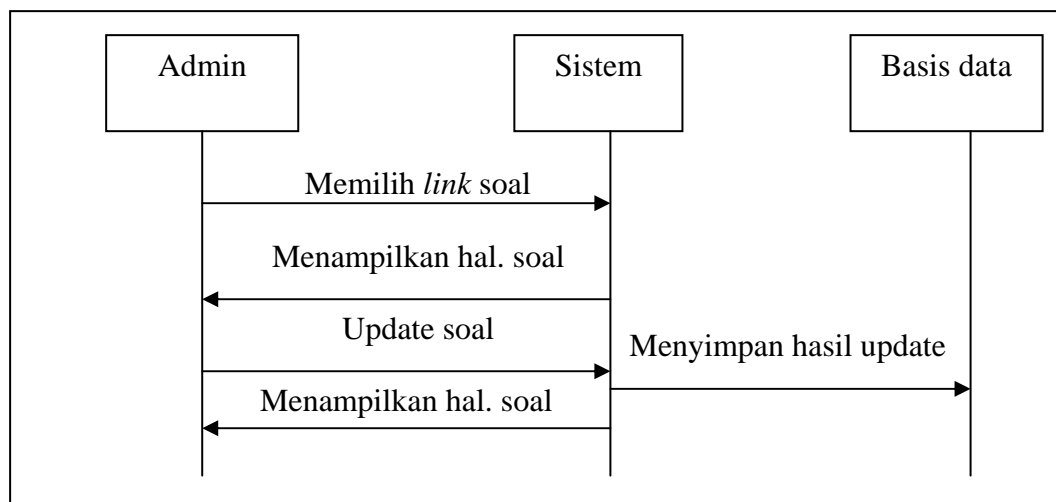 Admin
Sistem
Basis data
Memilih link soal
Menampilkan hal. soal
Update soal
Menyimpan hasil update
Menampilkan hal. soal